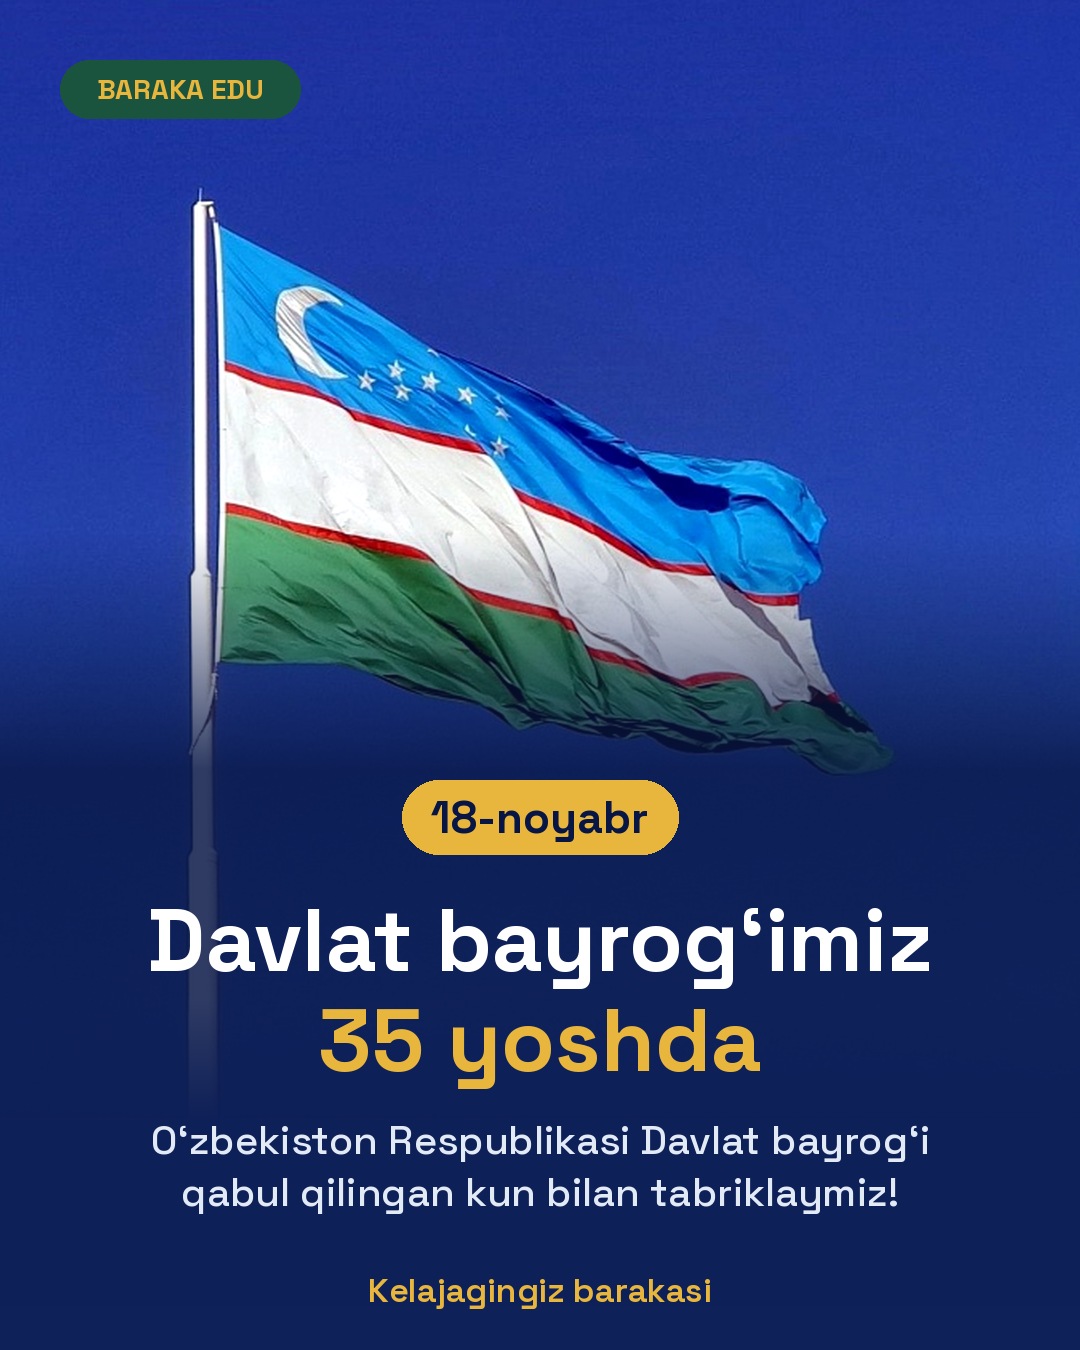 BARAKA EDU
18-noyabr
Davlat bayrog‘imiz
35 yoshda
O‘zbekiston Respublikasi Davlat bayrog‘i
qabul qilingan kun bilan tabriklaymiz!
Kelajagingiz barakasi